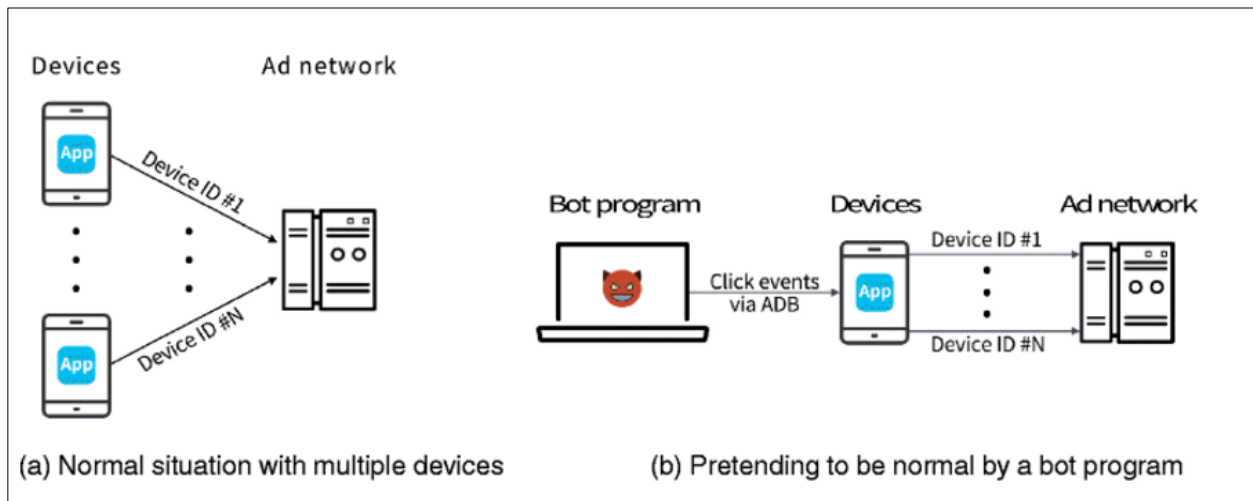 Devices
Ad network
App
Device ID #1
Device ID #N
App
(a) Normal situation with multiple devices
Bot program
Devices
Ad network
Click events
via ADB
App
Device ID #1
Device ID #N
(b) Pretending to be normal by a bot program